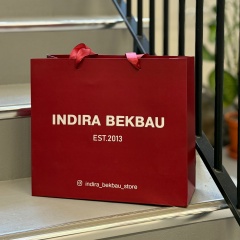 INDIRA BEKBAU
EST.2013
indira_bekbau_store